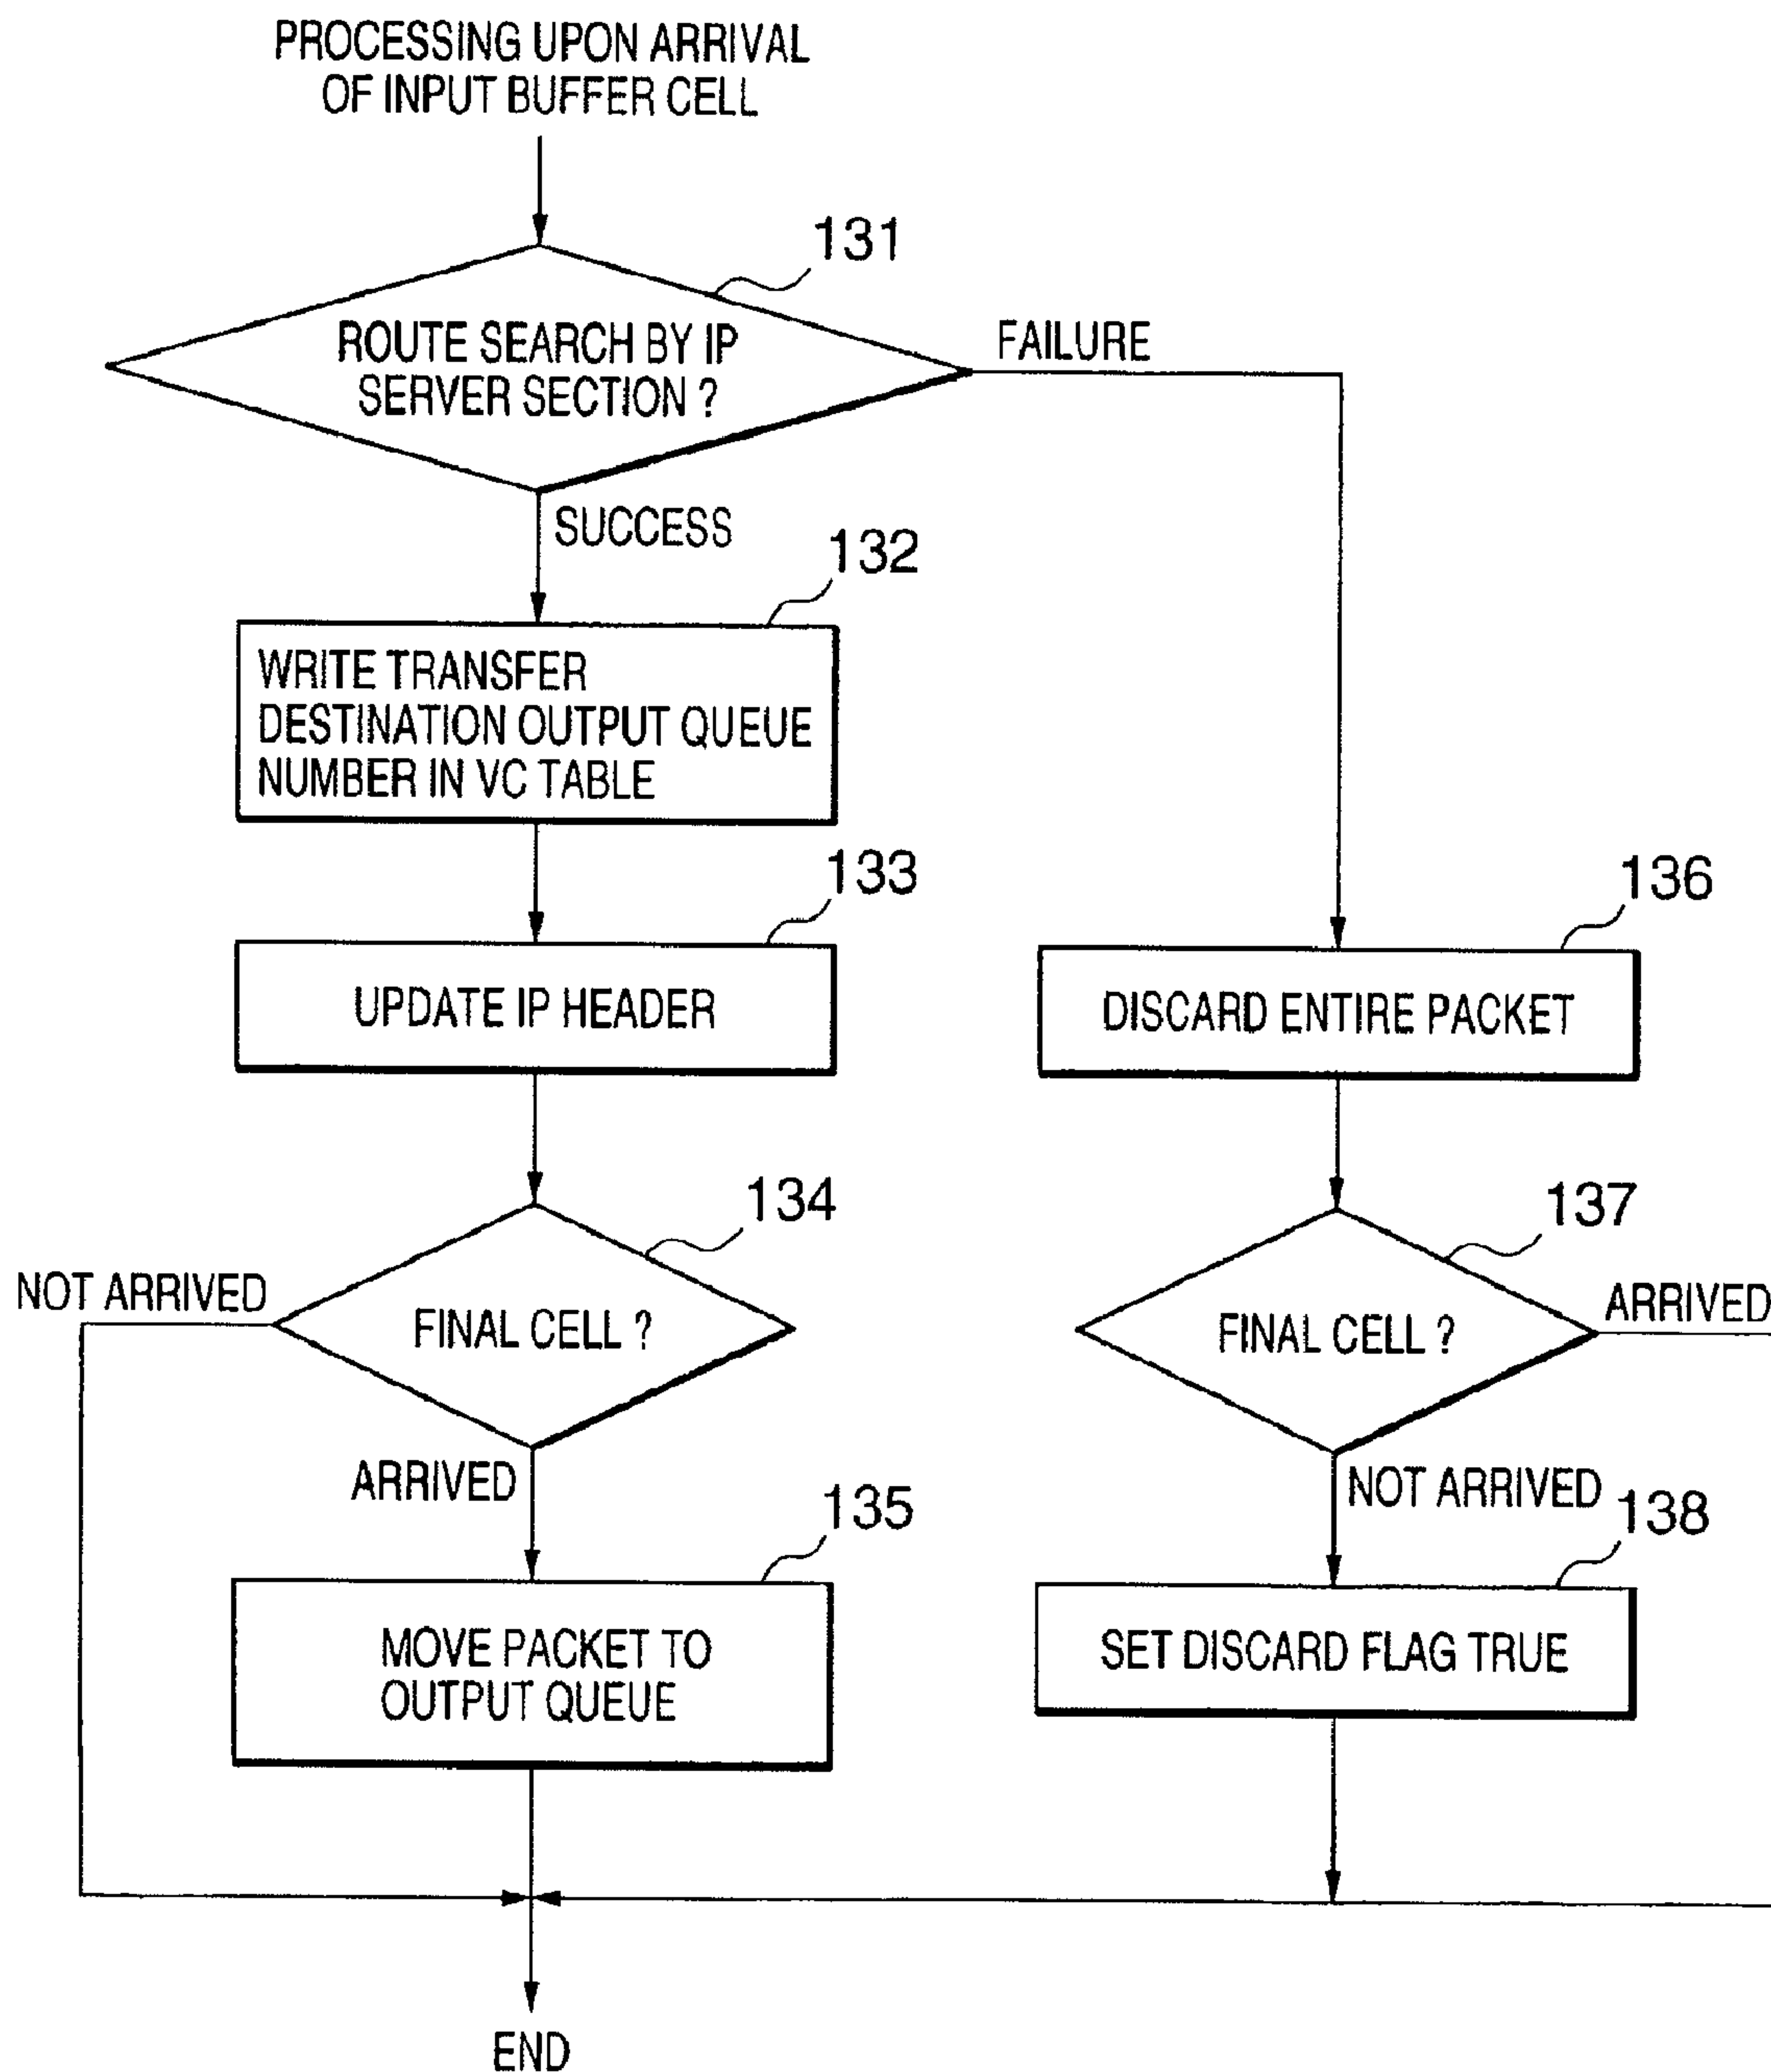 PROCESSING UPON ARRIVAL
OF INPUT BUFFER CELL
131
ROUTE SEARCH BY IP
SERVER SECTION ?
FAILURE
SUCCESS
132
WRITE TRANSFER
DESTINATION OUTPUT QUEUE
NUMBER IN VC TABLE
133
UPDATE IP HEADER
136
DISCARD ENTIRE PACKET
134
NOT ARRIVED
FINAL CELL ?
ARRIVED
137
FINAL CELL ?
ARRIVED
NOT ARRIVED
135
MOVE PACKET TO
OUTPUT QUEUE
138
SET DISCARD FLAG TRUE
END